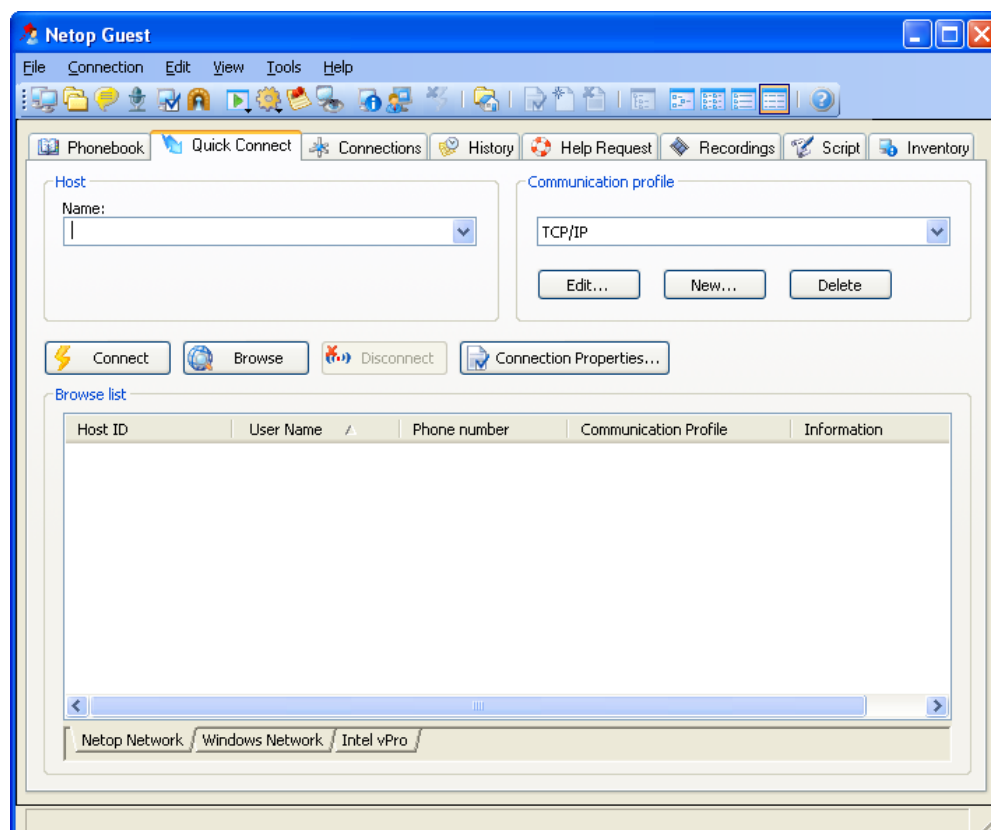 Netop Guest
File Connection Edit View Tools Help
Phonebook Quick Connect Connections History Help Request Recordings Script Inventory
Host Communication profile
Name:
TCP/IP
Edit... New... Delete
Connect Browse Disconnect Connection Properties...
Browse list
Host ID User Name Phone number Communication Profile Information
Netop Network Windows Network Intel vPro